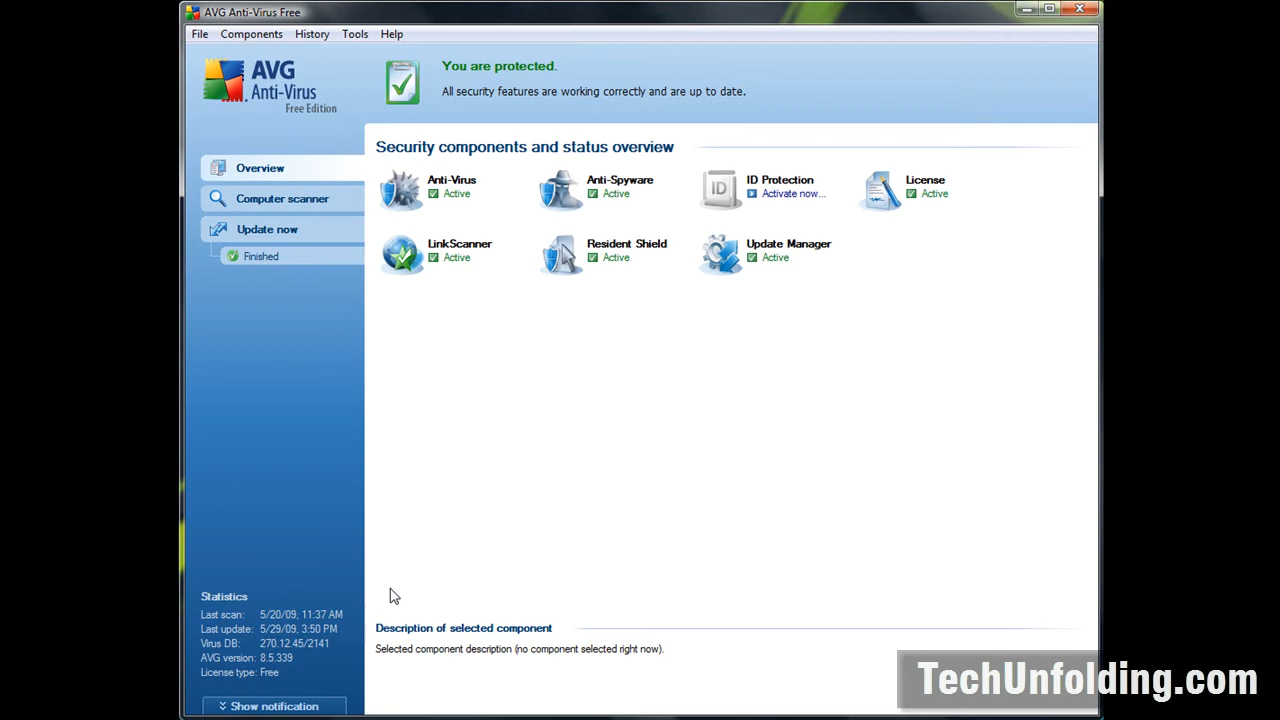 AVG Anti-Virus Free
File Components History Tools Help
AVG
Anti-Virus
Free Edition
You are protected.
All security features are working correctly and are up to date.
Overview
Computer scanner
Update now
Finished
Security components and status overview
Anti-Virus
Active
Anti-Spyware
Active
ID
ID Protection
Activate now...
License
Active
LinkScanner
Active
Resident Shield
Active
Update Manager
Active
Statistics
Last scan: 5/20/09, 11:37 AM
Last update: 5/29/09, 3:50 PM
Virus DB: 270.12.45/2141
AVG version: 8.5.339
License type: Free
Show notification
Description of selected component
Selected component description (no component selected right now).
TechUnfolding.com